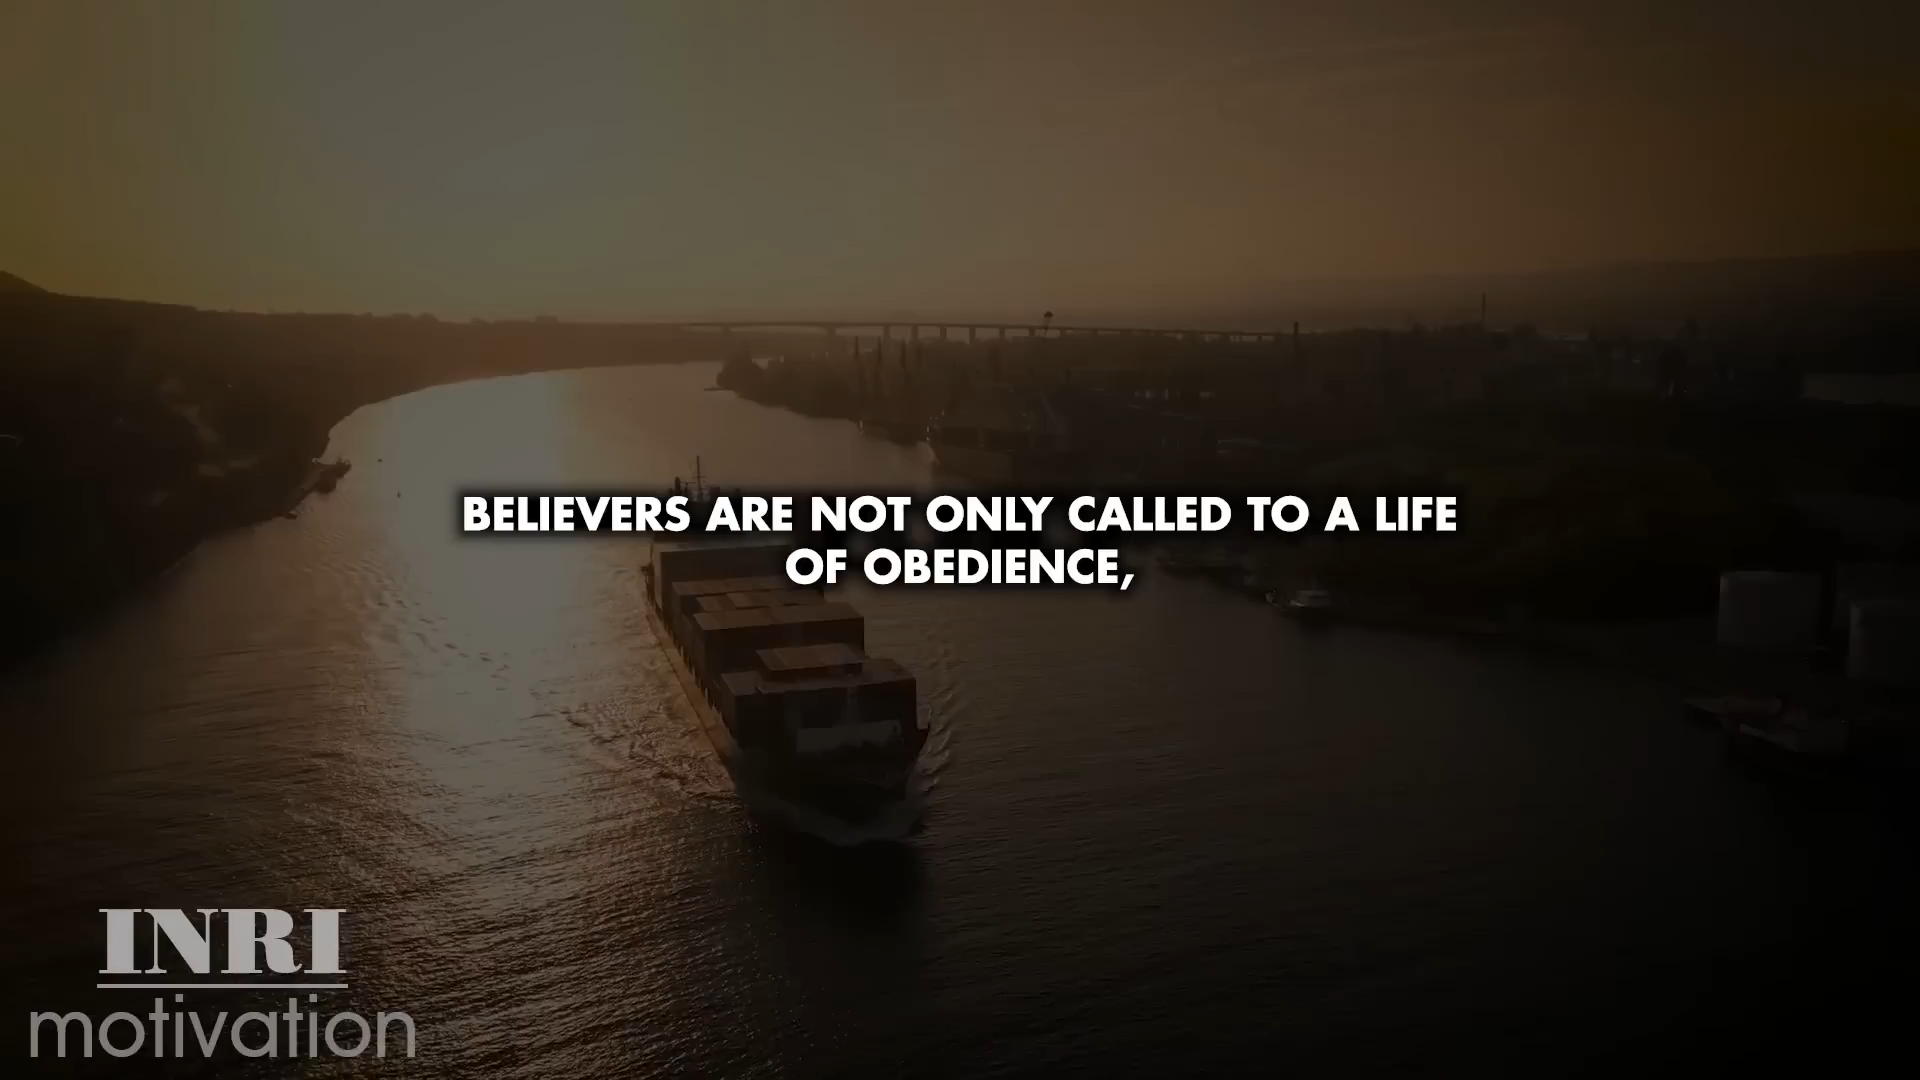 BELIEVERS ARE NOT ONLY CALLED TO A LIFE
OF OBEDIENCE,
INRI
motivation